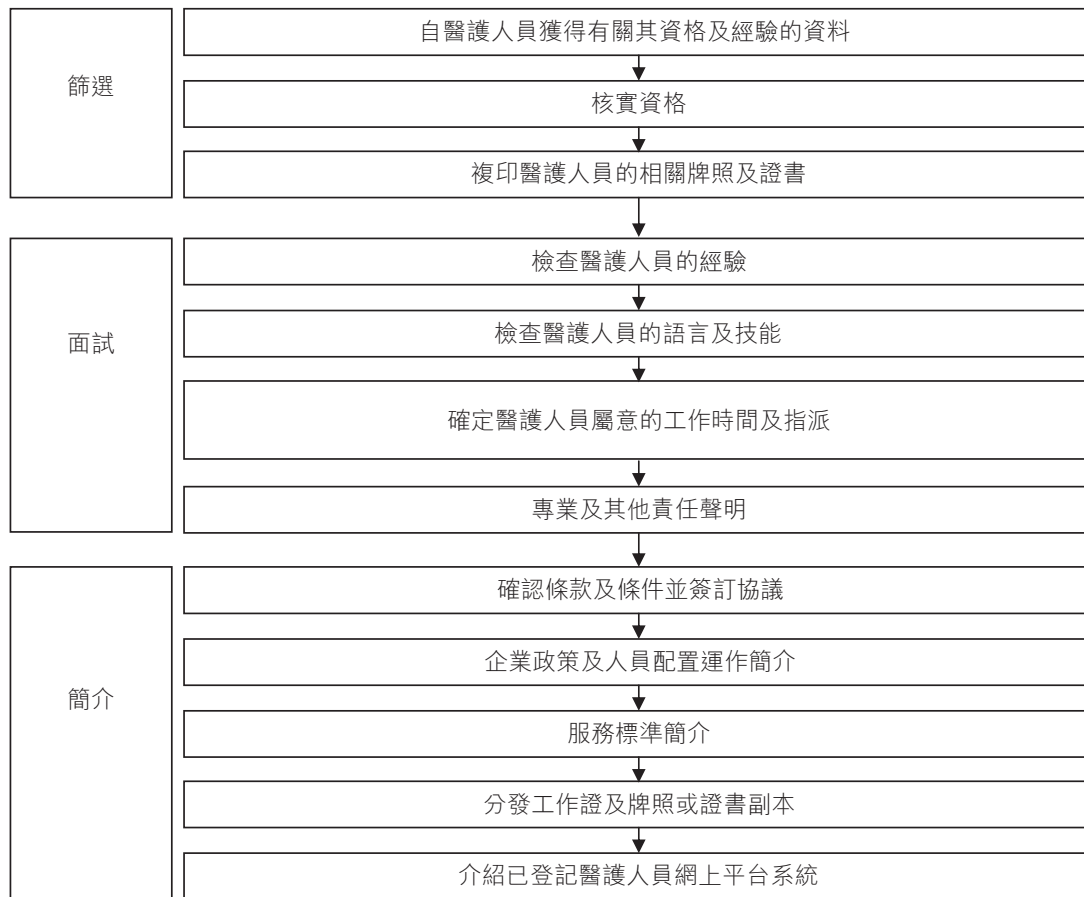 篩選
自醫護人員獲得有關其資格及經驗的資料
核實資格
複印醫護人員的相關牌照及證書
面試
檢查醫護人員的經驗
檢查醫護人員的語言及技能
確定醫護人員屬意的工作時間及指派
專業及其他責任聲明
簡介
確認條款及條件並簽訂協議
企業政策及人員配置運作簡介
服務標準簡介
分發工作證及牌照或證書副本
介紹已登記醫護人員網上平台系統